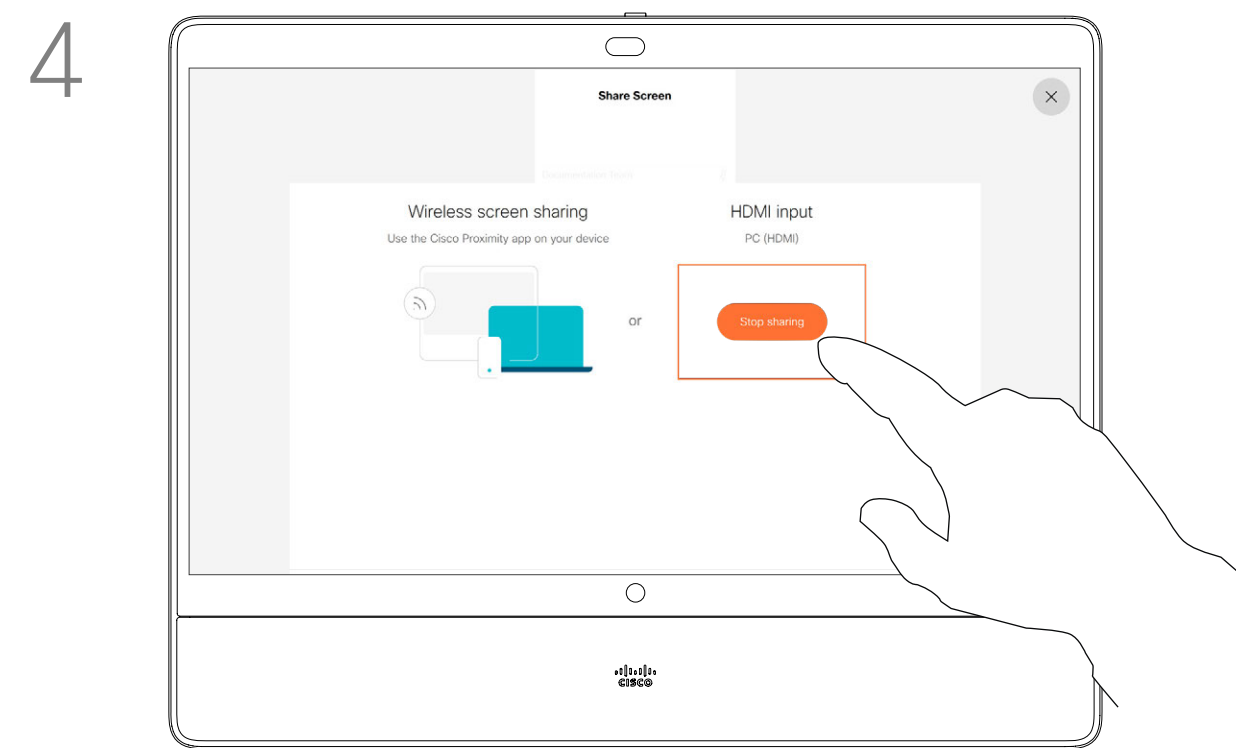 4
Share Screen
Wireless screen sharing
Use the Cisco Proximity app on your device
or
HDMI input
PC (HDMI)
Stop sharing
CISCO